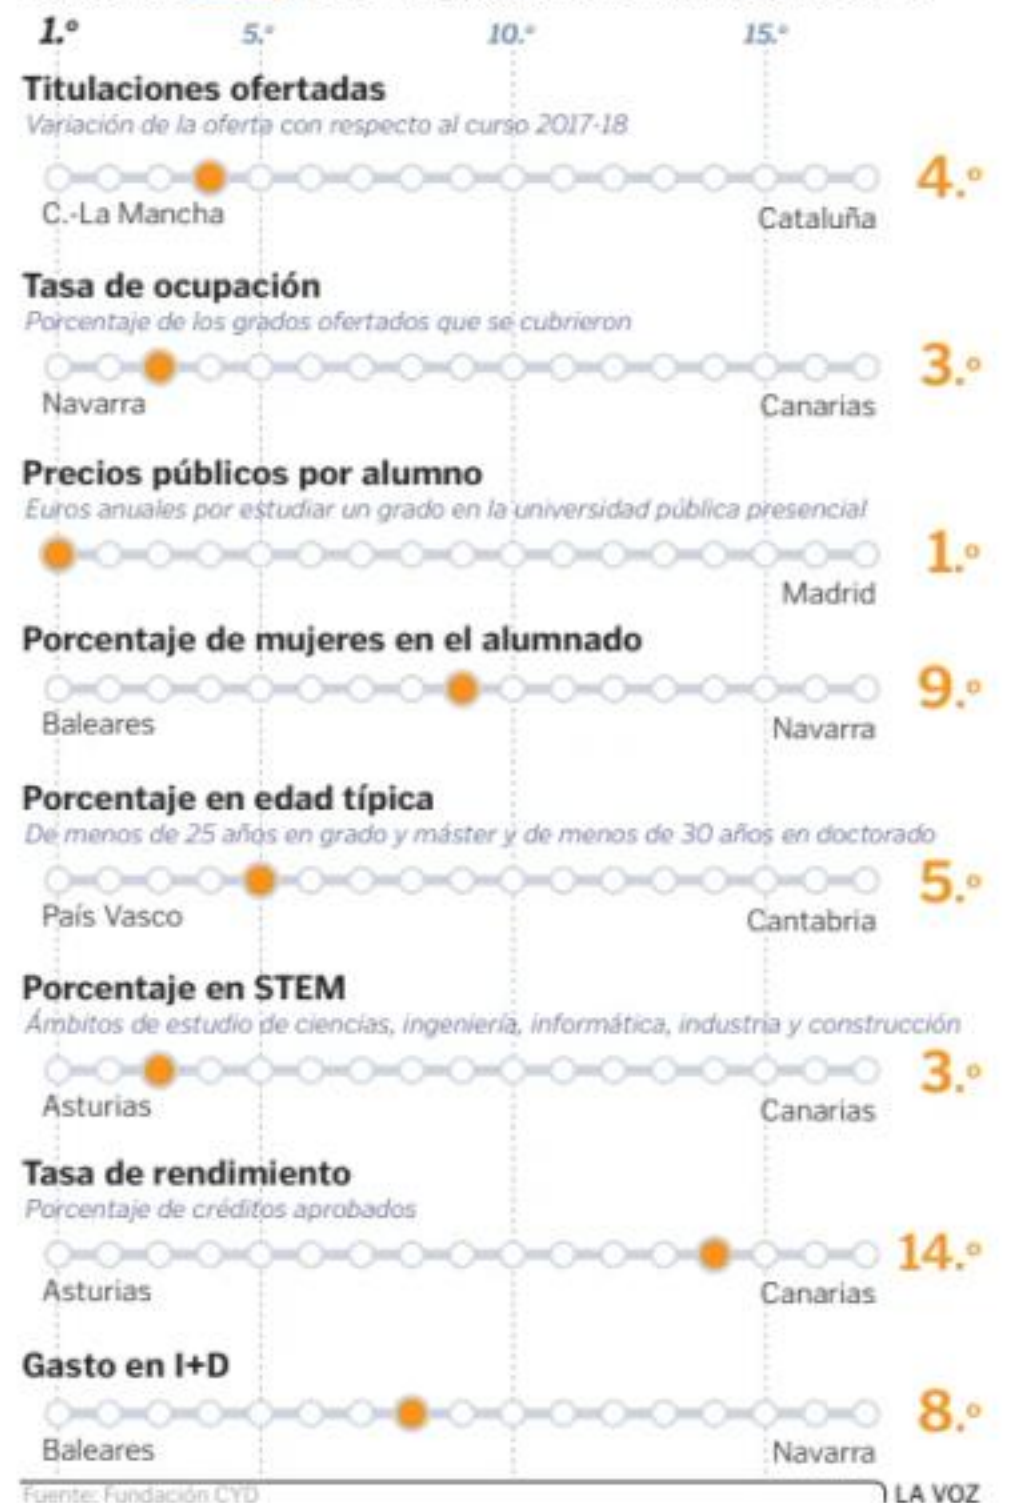 1.º 5.º 10.º 15.º
Titulaciones ofertadas
Variación de la oferta con respecto al curso 2017-18
4.º
C.-La Mancha Cataluña
Tasa de ocupación
Porcentaje de los grados ofertados que se cubrieron
3.º
Navarra Canarias
Precios públicos por alumno
Euros anuales por estudiar un grado en la universidad pública presencial
1.º
Madrid
Porcentaje de mujeres en el alumnado
9.º
Baleares Navarra
Porcentaje en edad típica
De menos de 25 años en grado y máster y de menos de 30 años en doctorado
5.º
País Vasco Cantabria
Porcentaje en STEM
Ámbitos de estudio de ciencias, ingeniería, informática, industria y construcción
3.º
Asturias Canarias
Tasa de rendimiento
Porcentaje de créditos aprobados
14.º
Asturias Canarias
Gasto en I+D
8.º
Baleares Navarra
Fuente: Fundación CYD LA VOZ